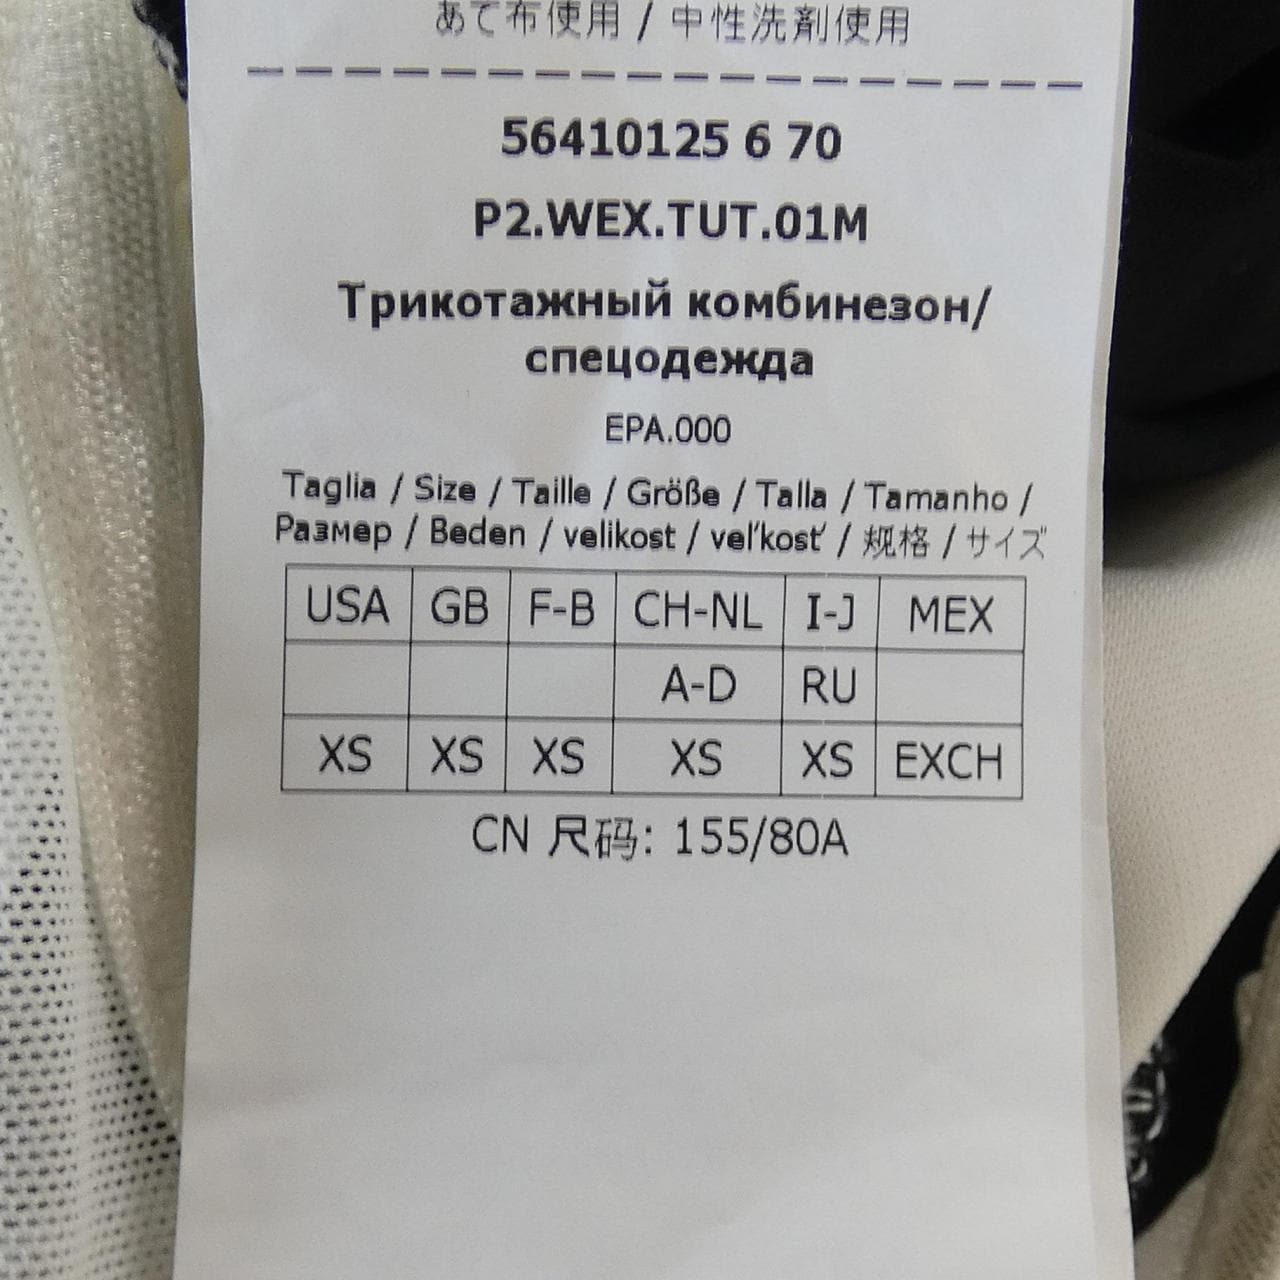 あて布使用 / 中性洗剤使用
56410125 6 70
P2.WEX.TUT.01M
Трикотажный комбинезон/
спецодежда
EPA.000
Taglia / Size / Taille / Größe / Talla / Tamanho /
Размер / Beden / velikost / veľkosť / 规格 / サイズ
USA GB F-B CH-NL I-J MEX
A-D RU
XS XS XS XS XS EXCH
CN 尺码: 155/80A